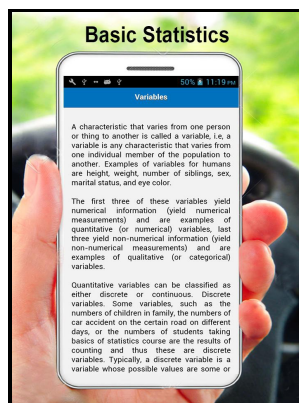 Basic Statistics
50% 11:19 PM
Variables
A characteristic that varies from one person
or thing to another is called a variable, i.e, a
variable is any characteristic that varies from
one individual member of the population to
another. Examples of variables for humans
are height, weight, number of siblings, sex,
marital status, and eye color.
The first three of these variables yield
numerical information (yield numerical
measurements) and are examples of
quantitative (or numerical) variables, last
three yield non-numerical information (yield
non-numerical measurements) and are
examples of qualitative (or categorical)
variables.
Quantitative variables can be classified as
either discrete or continuous. Discrete
variables. Some variables, such as the
numbers of children in family, the numbers of
car accident on the certain road on different
days, or the numbers of students taking
basics of statistics course are the results of
counting and thus these are discrete
variables. Typically, a discrete variable is a
variable whose possible values are some or